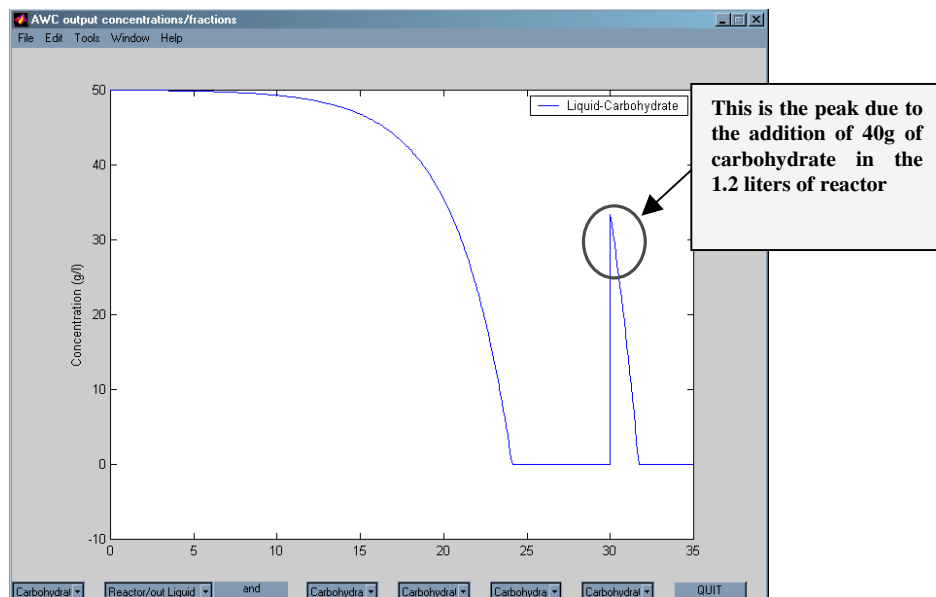 AWC output concentrations/fractions
File Edit Tools Window Help
50
40
30
20
10
0
-10
Concentration (g/l)
0 5 10 15 20 25 30 35
Liquid-Carbohydrate
This is the peak due to
the addition of 40g of
carbohydrate in the
1.2 liters of reactor
Carbohydral Reactor/out Liquid and Carbohydra Carbohydral Carbohydra Carbohydral QUIT